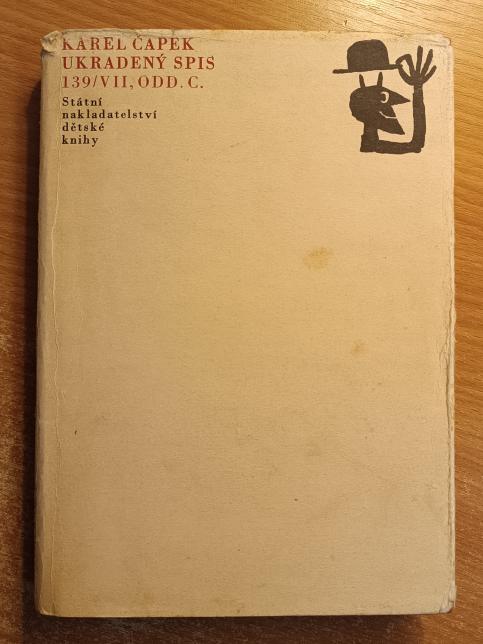 KAREL ČAPEK
UKRADENÝ SPIS
139/VII, ODD. C.
Státní
nakladatelství
dětské
knihy